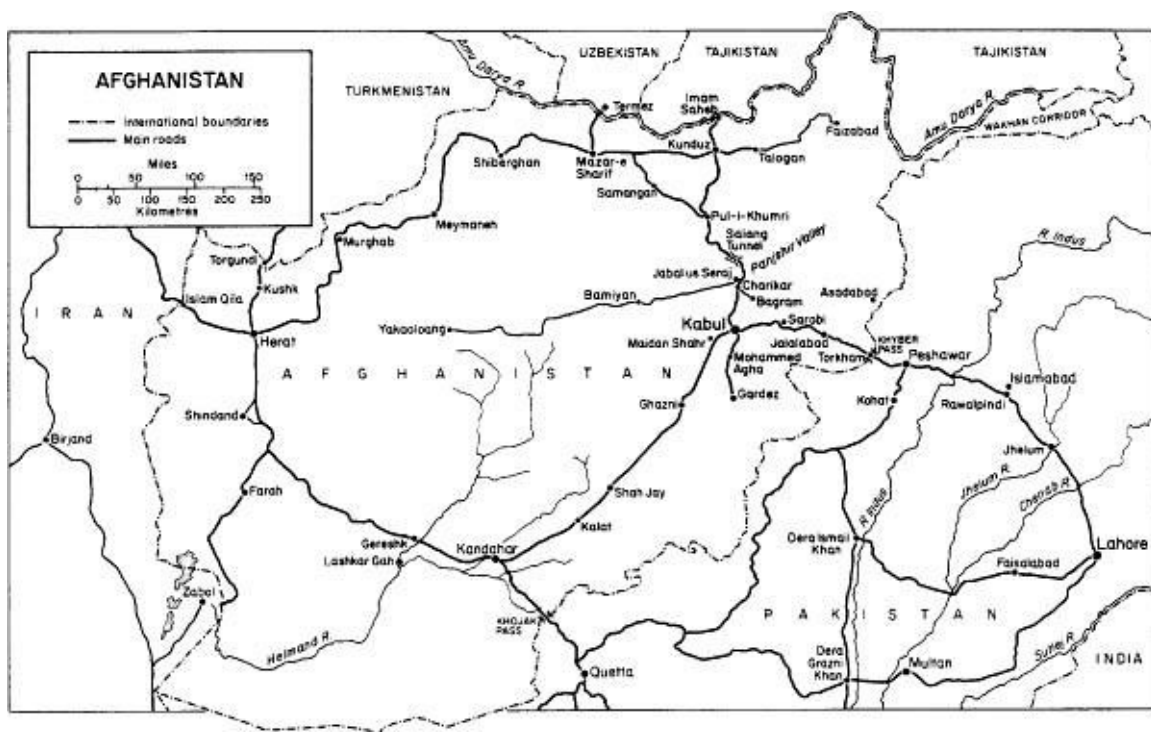 AFGHANISTAN
International boundaries
Main roads
Miles
0 50 100 150
0 50 100 150 200 250
Kilometres
UZBEKISTAN
TAJIKISTAN
TAJIKISTAN
TURKMENISTAN
Amu Darya R.
Amu Darya R.
WAKHAN CORRIDOR
Termez
Imam
Saheb
Faizabad
Shiberghan
Mazar-e
Sharif
Kunduz
Talogan
Samangan
Meymaneh
Pul-i-Khumri
Murghab
Salang
Tunnel
Panjshir Valley
R. Indus
Torgundi
Kushk
Islam Qila
Jabal us Seraj
Charikar
Bagram
Asadabad
Bamiyan
IRAN
Herat
Yakaoloang
Kabul
Sarobi
Maidan Shahr
Jalalabad
KHYBER
PASS
Torkham
Peshawar
AFGHANISTAN
Mohammed
Agha
Gardez
Islamabad
Rawalpindi
Ghazni
Kohat
Shindand
Birjand
Jhelum
Jhelum R.
Chenab R.
R. Indus
Farah
Shah Jay
Kalat
Gereshk
Kandahar
Lashkar Gah
Dera Ismail
Khan
Lahore
Faisalabad
Zabol
PAKISTAN
KHOJAK
PASS
Helmand R.
Quetta
Dera
Grazni
Khan
Multan
Sutlej R.
INDIA